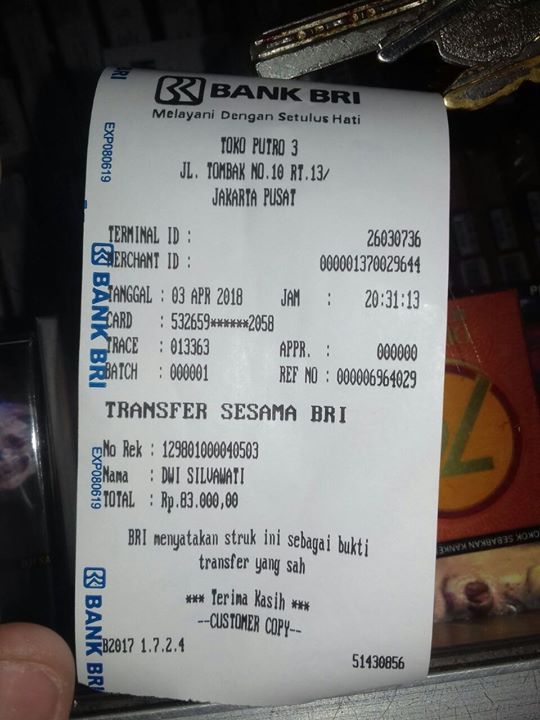 BANK BRI
Melayani Dengan Setulus Hati
TOKO PUTRO 3
JL. TOMBAK NO.10 RT.13/
JAKARTA PUSAT
TERMINAL ID : 26030736
MERCHANT ID : 000001370029644
TANGGAL : 03 APR 2018 JAM : 20:31:13
CARD : 532659******2058
TRACE : 013363 APPR. : 000000
BATCH : 000001 REF NO : 000006964029
TRANSFER SESAMA BRI
No Rek : 129801000040503
Nama : DWI SILVAWATI
TOTAL : Rp.83.000,00
BRI menyatakan struk ini sebagai bukti
transfer yang sah
*** Terima Kasih ***
--CUSTOMER COPY--
B2017 1.7.2.4
51430856
BRI
EXP080619
BANK BRI
EXP080619
BANK BRI